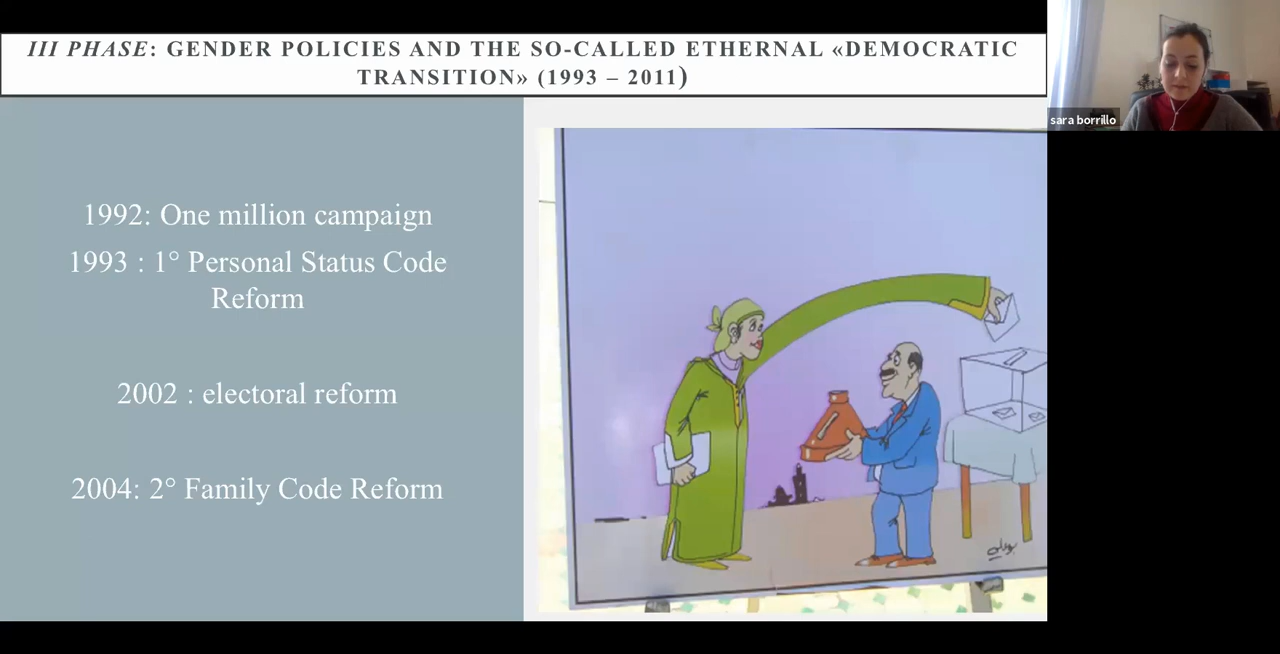 III PHASE: GENDER POLICIES AND THE SO-CALLED ETHERNAL «DEMOCRATIC
TRANSITION» (1993 – 2011)
sara borrillo
1992: One million campaign
1993 : 1° Personal Status Code
Reform
2002 : electoral reform
2004: 2° Family Code Reform